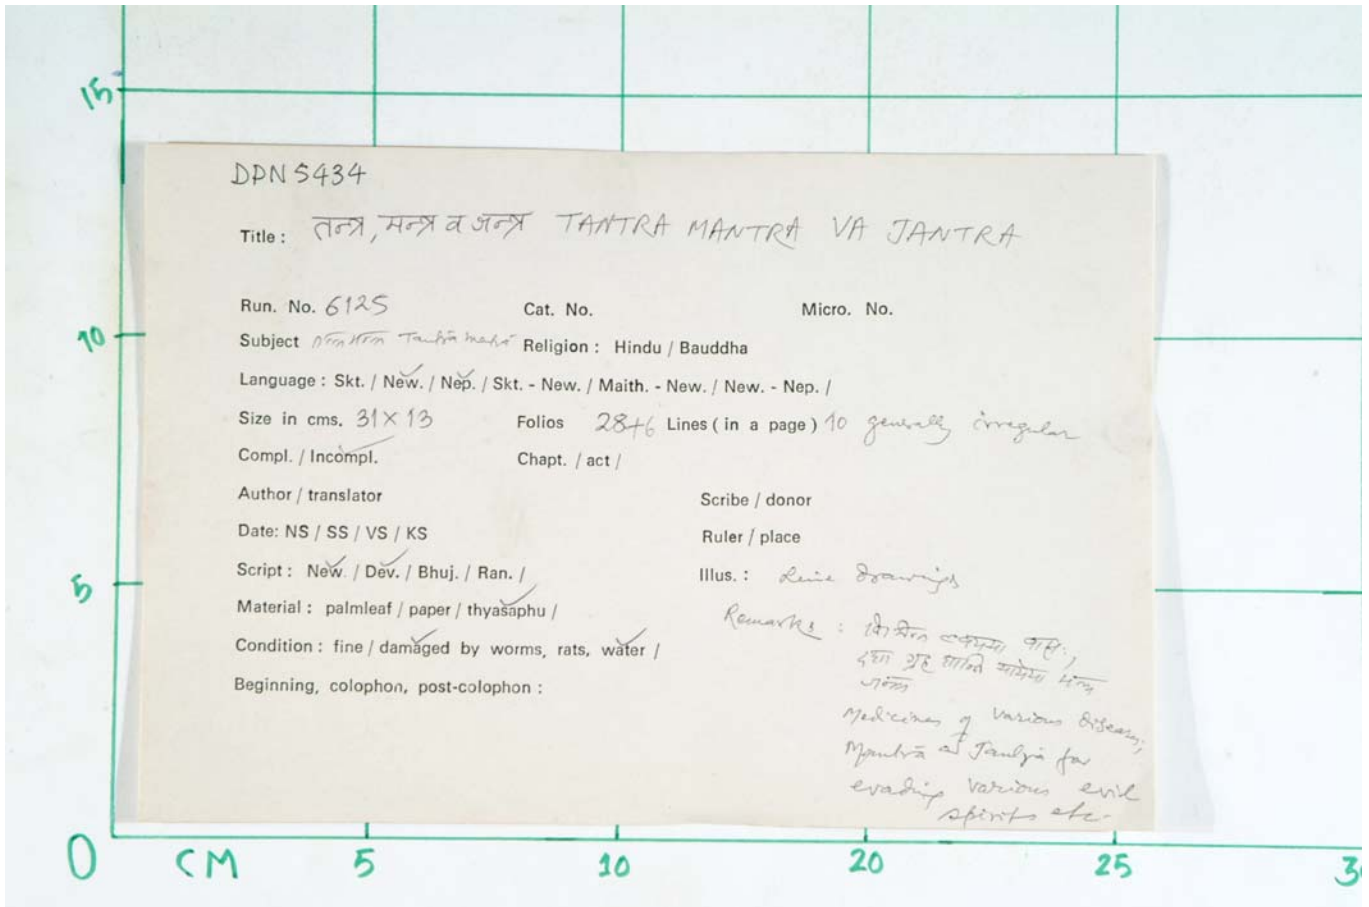 15
DPN 5434
Title : तन्त्र, मन्त्र व जन्त्र TANTRA MANTRA VA JANTRA
Run. No. 6125 Cat. No. Micro. No.
10
Subject Tantra Religion : Hindu / Bauddha
Language : Skt. / New. / Nep. / Skt. - New. / Maith. - New. / New. - Nep. /
Size in cms. 31 × 13 Folios 28+6 Lines ( in a page ) 10 generally irregular
Compl. / Incompl. Chapt. / act /
Author / translator Scribe / donor
Date: NS / SS / VS / KS Ruler / place
5
Script : New. / Dev. / Bhuj. / Ran. / Illus. : Line drawings
Material : palmleaf / paper / thyasaphu /
Remarks :
Condition : fine / damaged by worms, rats, water /
ग्रह शान्ति
Beginning, colophon, post-colophon :
Medicines of various diseases,
Mantra Jantra for
evading various evil
spirits etc-
0 CM 5 10 20 25 3